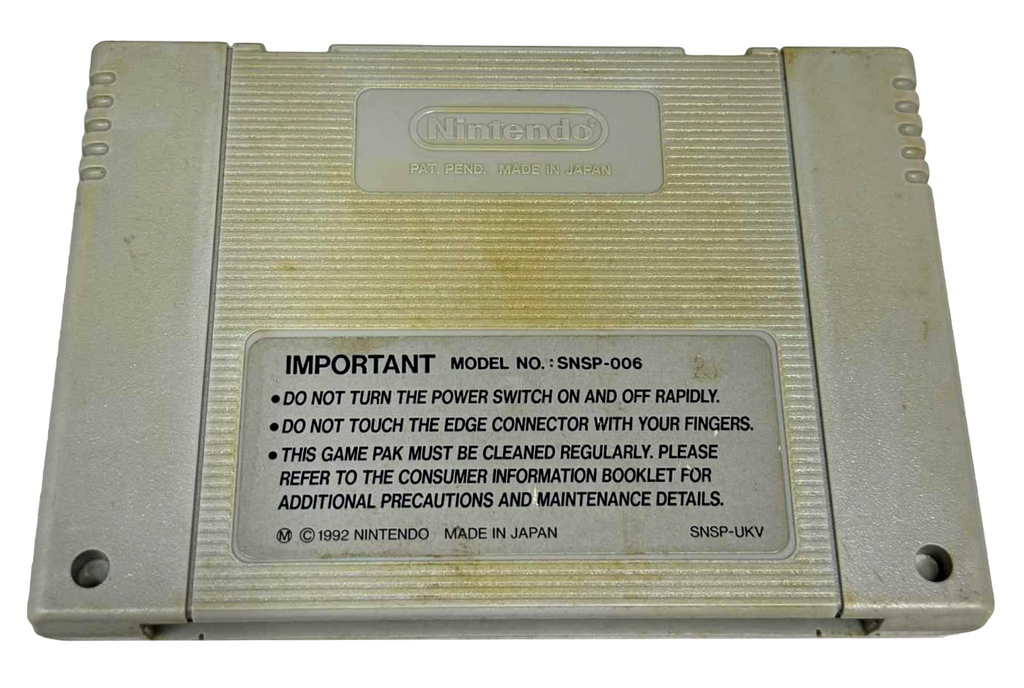 Nintendo®
PAT. PEND. MADE IN JAPAN
IMPORTANT MODEL NO.: SNSP-006
● DO NOT TURN THE POWER SWITCH ON AND OFF RAPIDLY.
● DO NOT TOUCH THE EDGE CONNECTOR WITH YOUR FINGERS.
● THIS GAME PAK MUST BE CLEANED REGULARLY. PLEASE
REFER TO THE CONSUMER INFORMATION BOOKLET FOR
ADDITIONAL PRECAUTIONS AND MAINTENANCE DETAILS.
Ⓜ © 1992 NINTENDO MADE IN JAPAN SNSP-UKV